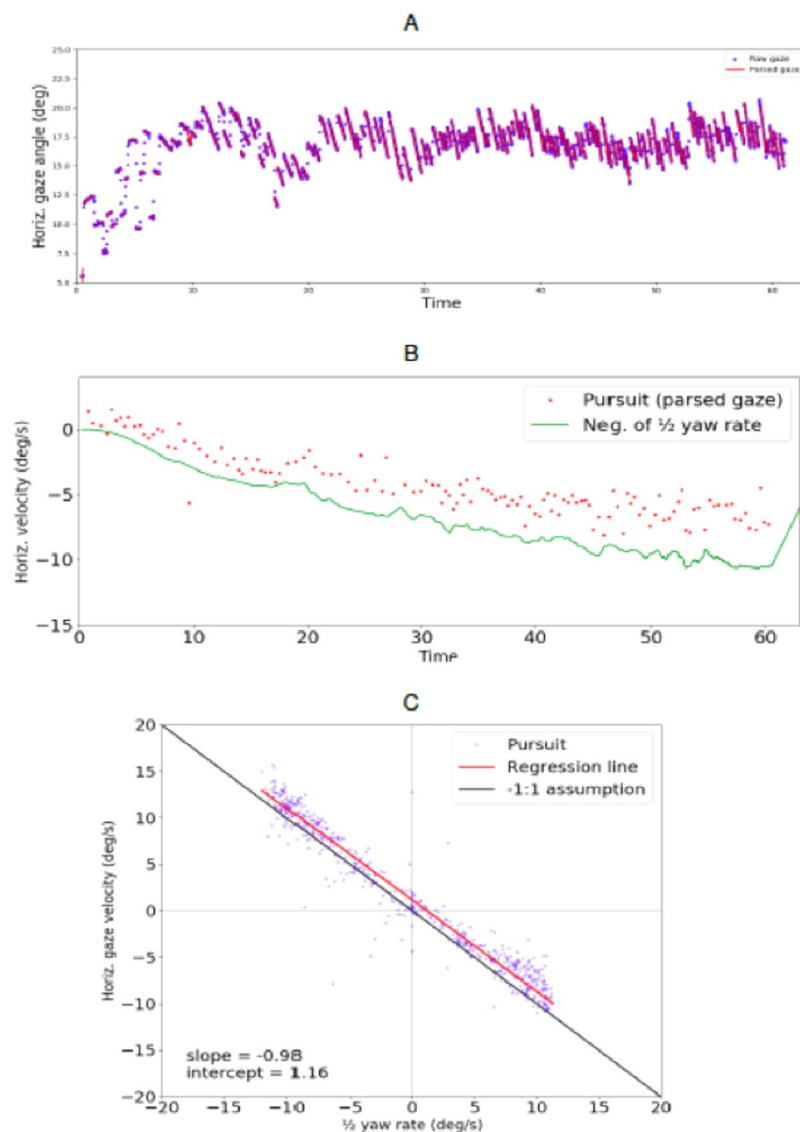 A
Horiz. gaze angle (deg)
25.0
22.5
20.0
17.5
15.0
12.5
10.0
7.5
5.0
Raw gaze
Parsed gaze
0 10 20 30 40 50 60
Time
B
Horiz. velocity (deg/s)
0
−5
−10
−15
Pursuit (parsed gaze)
Neg. of ½ yaw rate
0 10 20 30 40 50 60
Time
C
Horiz. gaze velocity (deg/s)
20
15
10
5
0
−5
−10
−15
−20
Pursuit
Regression line
-1:1 assumption
slope = -0.98
intercept = 1.16
−20 −15 −10 −5 0 5 10 15 20
½ yaw rate (deg/s)